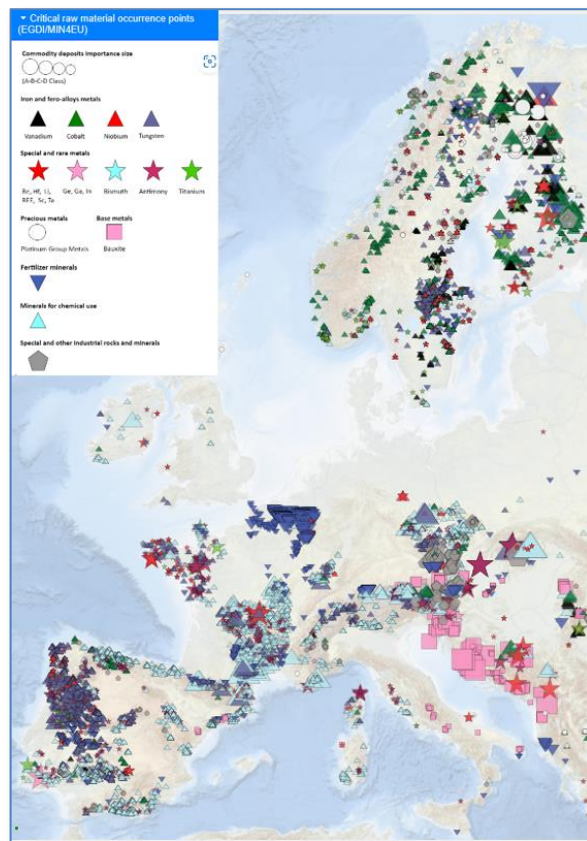 Critical raw material occurrence points
(EGDI/MIN4EU)
Commodity deposits importance size
(A-B-C-D Class)
Iron and fero-alloys metals
Vanadium Cobalt Niobium Tungsten
Special and rare metals
Be, Hf, Li, Ge, Ga, In Bismuth Antimony Titanium
REE, Sc, Ta
Precious metals Base metals
Platinum Group Metals Bauxite
Fertilizer minerals
Minerals for chemical use
Special and other industrial rocks and minerals